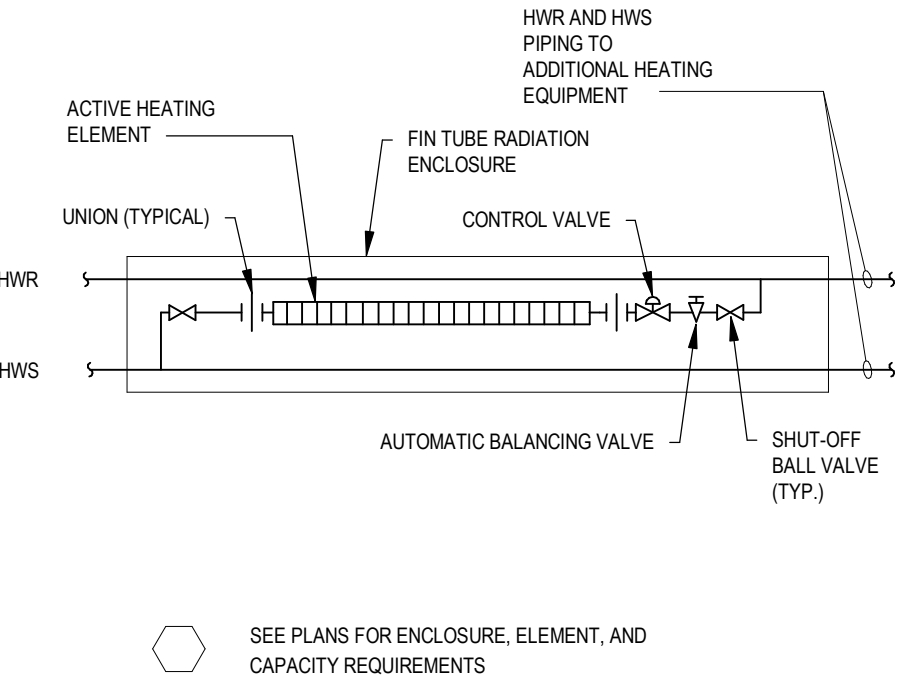 HWR AND HWS
PIPING TO
ADDITIONAL HEATING
EQUIPMENT
ACTIVE HEATING
ELEMENT
FIN TUBE RADIATION
ENCLOSURE
UNION (TYPICAL)
CONTROL VALVE
HWR
HWS
AUTOMATIC BALANCING VALVE
SHUT-OFF
BALL VALVE
(TYP.)
SEE PLANS FOR ENCLOSURE, ELEMENT, AND
CAPACITY REQUIREMENTS